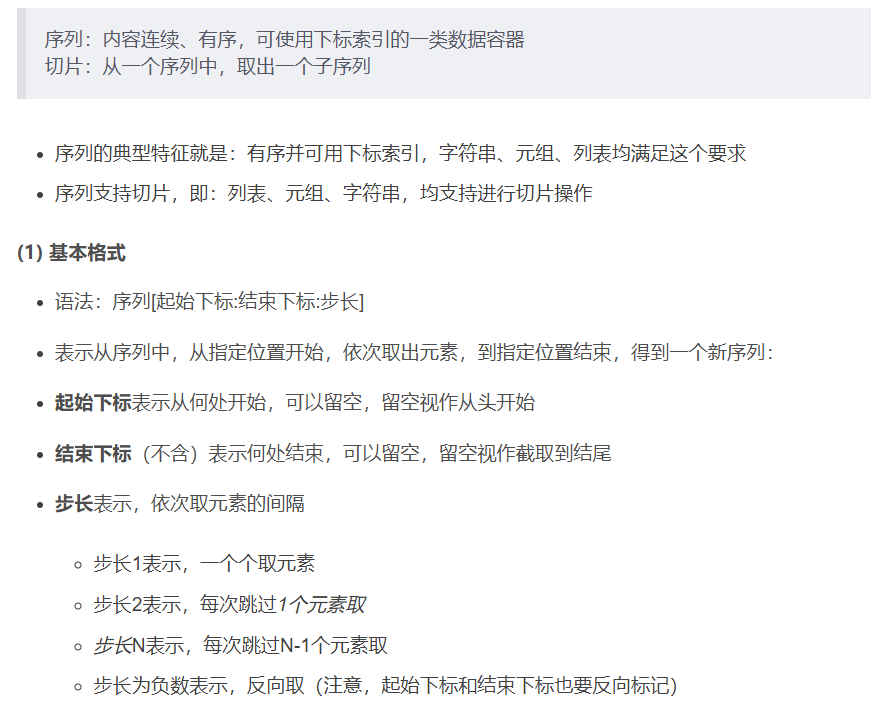 序列：内容连续、有序，可使用下标索引的一类数据容器
切片：从一个序列中，取出一个子序列
序列的典型特征就是：有序并可用下标索引，字符串、元组、列表均满足这个要求
序列支持切片，即：列表、元组、字符串，均支持进行切片操作
(1) 基本格式
语法：序列[起始下标:结束下标:步长]
表示从序列中，从指定位置开始，依次取出元素，到指定位置结束，得到一个新序列：
起始下标表示从何处开始，可以留空，留空视作从头开始
结束下标（不含）表示何处结束，可以留空，留空视作截取到结尾
步长表示，依次取元素的间隔
步长1表示，一个个取元素
步长2表示，每次跳过1个元素取
步长N表示，每次跳过N-1个元素取
步长为负数表示，反向取（注意，起始下标和结束下标也要反向标记）